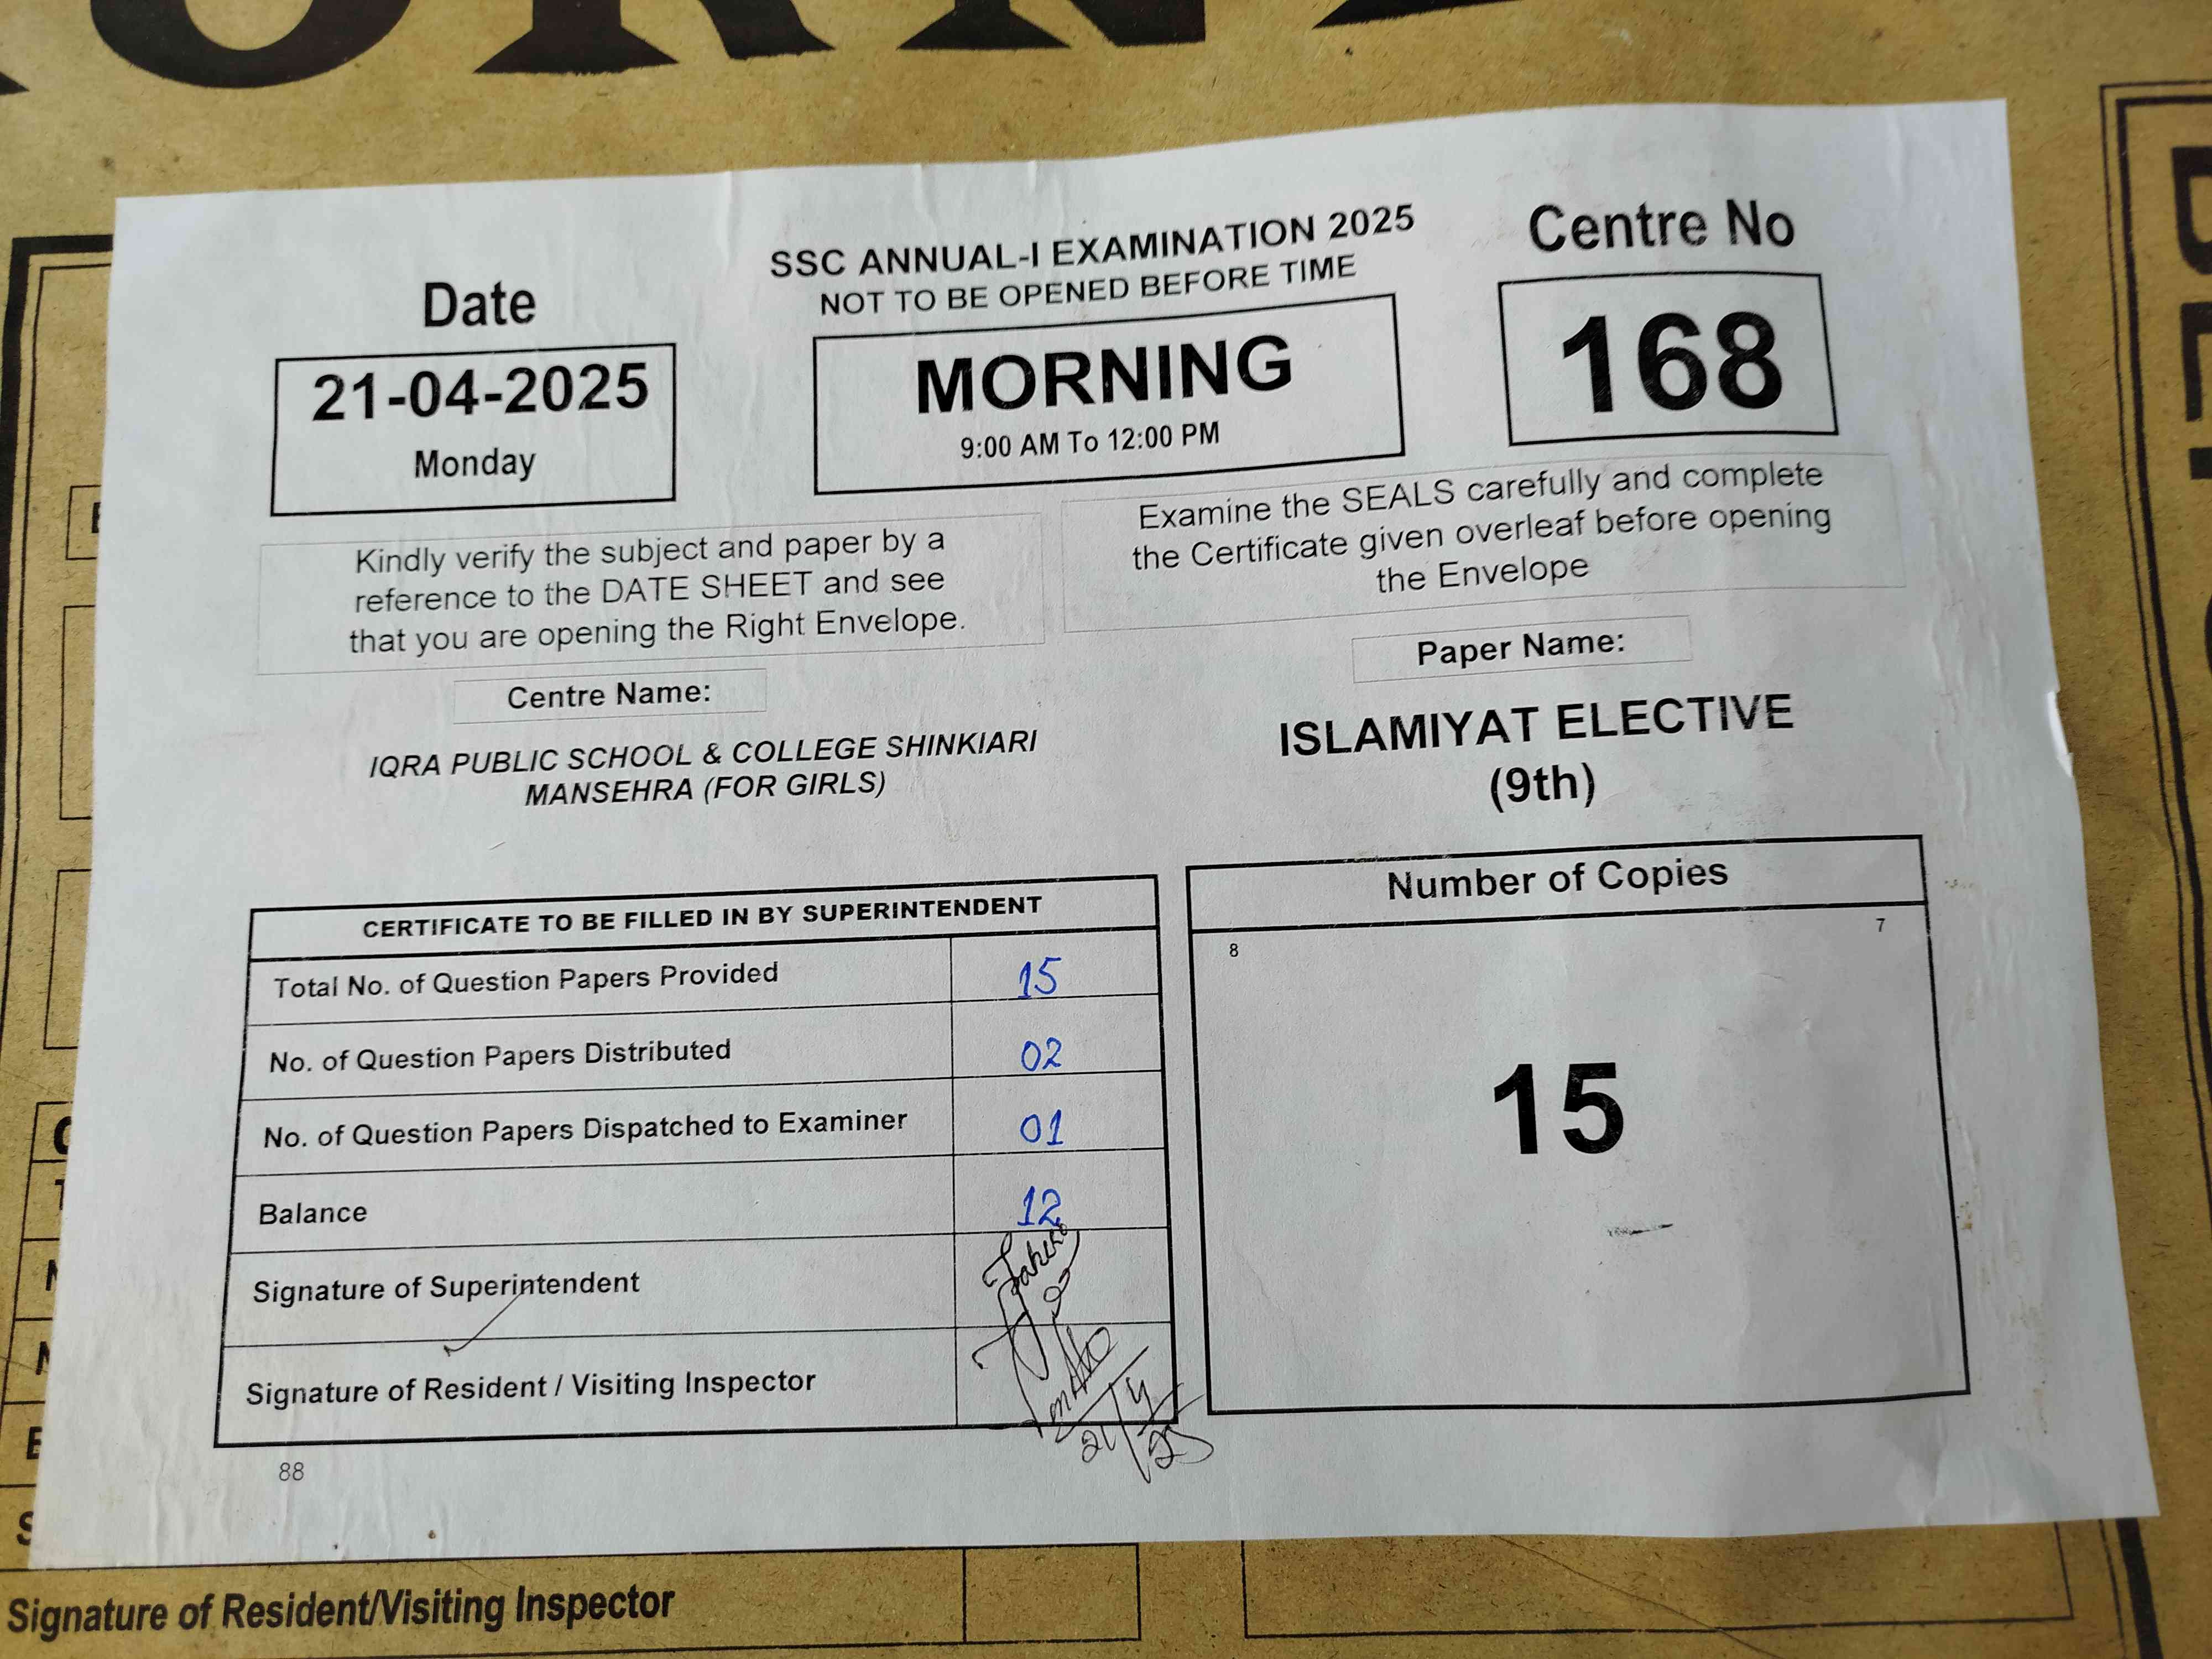 SSC ANNUAL-I EXAMINATION 2025
NOT TO BE OPENED BEFORE TIME
Date
21-04-2025
Monday
MORNING
9:00 AM To 12:00 PM
Centre No
168
Kindly verify the subject and paper by a
reference to the DATE SHEET and see
that you are opening the Right Envelope.
Examine the SEALS carefully and complete
the Certificate given overleaf before opening
the Envelope
Centre Name:
IQRA PUBLIC SCHOOL & COLLEGE SHINKIARI
MANSEHRA (FOR GIRLS)
Paper Name:
ISLAMIYAT ELECTIVE
(9th)
CERTIFICATE TO BE FILLED IN BY SUPERINTENDENT
Total No. of Question Papers Provided 15
No. of Question Papers Distributed 02
No. of Question Papers Dispatched to Examiner 01
Balance 12
Signature of Superintendent
Signature of Resident / Visiting Inspector
21/4/25
Number of Copies
8 7
15
88
Signature of Resident/Visiting Inspector